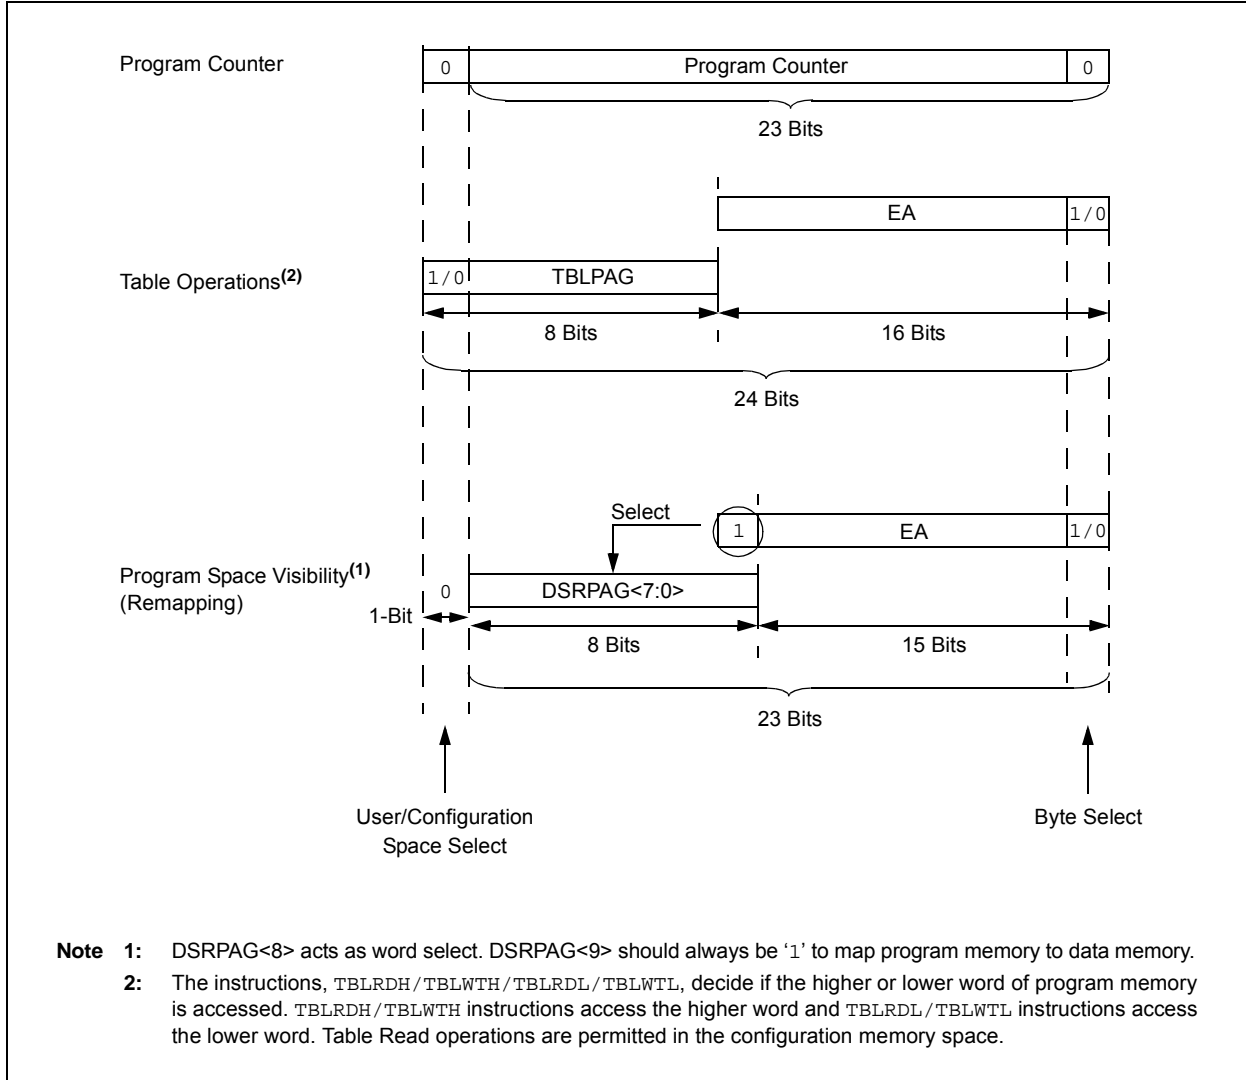 Program Counter
0 Program Counter 0
23 Bits
EA 1/0
Table Operations(2)
1/0 TBLPAG
8 Bits 16 Bits
24 Bits
Select
1 EA 1/0
Program Space Visibility(1)
(Remapping)
0 DSRPAG<7:0>
1-Bit
8 Bits 15 Bits
23 Bits
User/Configuration
Space Select
Byte Select
Note 1: DSRPAG<8> acts as word select. DSRPAG<9> should always be ‘1’ to map program memory to data memory.
2: The instructions, TBLRDH/TBLWTH/TBLRDL/TBLWTL, decide if the higher or lower word of program memory
is accessed. TBLRDH/TBLWTH instructions access the higher word and TBLRDL/TBLWTL instructions access
the lower word. Table Read operations are permitted in the configuration memory space.